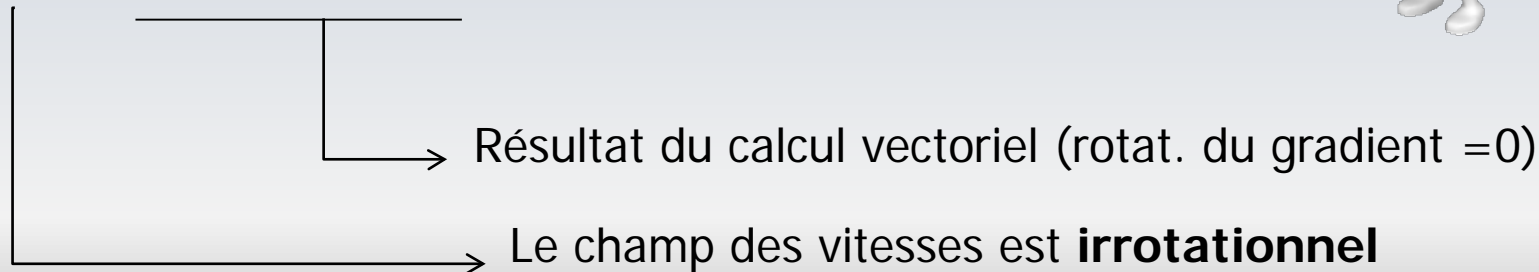 Résultat du calcul vectoriel (rotat. du gradient =0)
Le champ des vitesses est irrotationnel